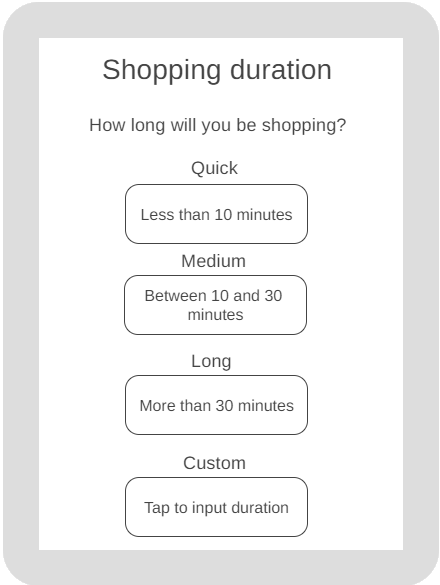 Shopping duration
How long will you be shopping?
Quick
Less than 10 minutes
Medium
Between 10 and 30
minutes
Long
More than 30 minutes
Custom
Tap to input duration